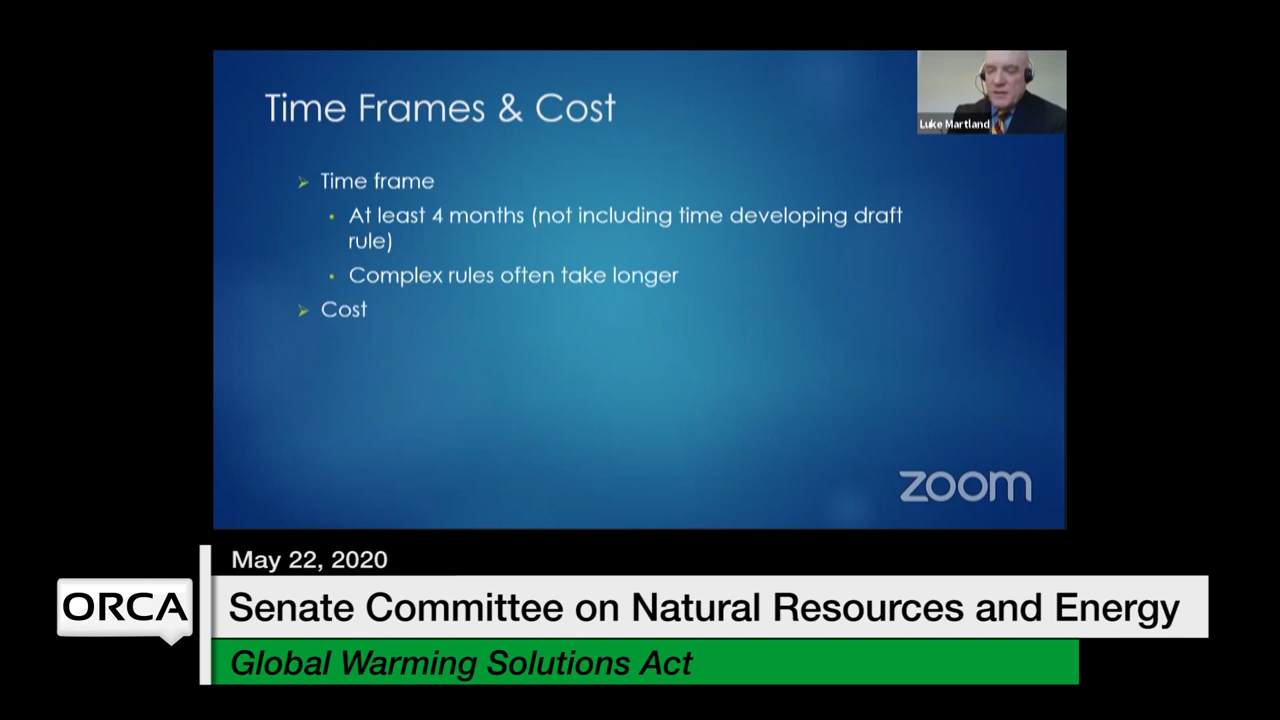 Time Frames & Cost
Luke Martland
Time frame
At least 4 months (not including time developing draft
rule)
Complex rules often take longer
Cost
zoom
May 22, 2020
ORCA
Senate Committee on Natural Resources and Energy
Global Warming Solutions Act